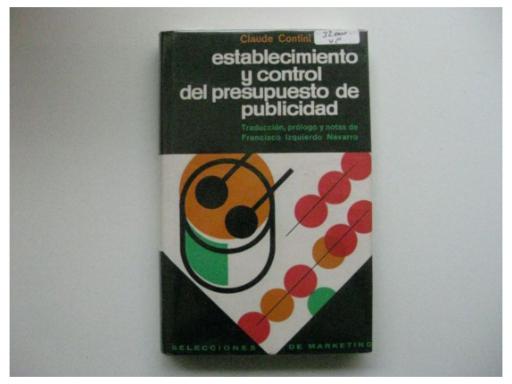 Claude Contini
establecimiento
y control
del presupuesto de
publicidad
Traducción, prólogo y notas de
Francisco Izquierdo Navarro
SELECCIONES DE MARKETING